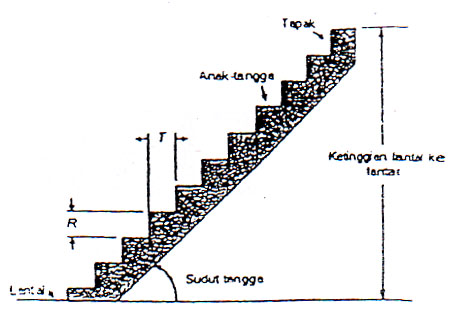 Tapak
Anak-tangga
T
Ketinggian lantai ke
lantai
R
Sudut tangga
Lantai